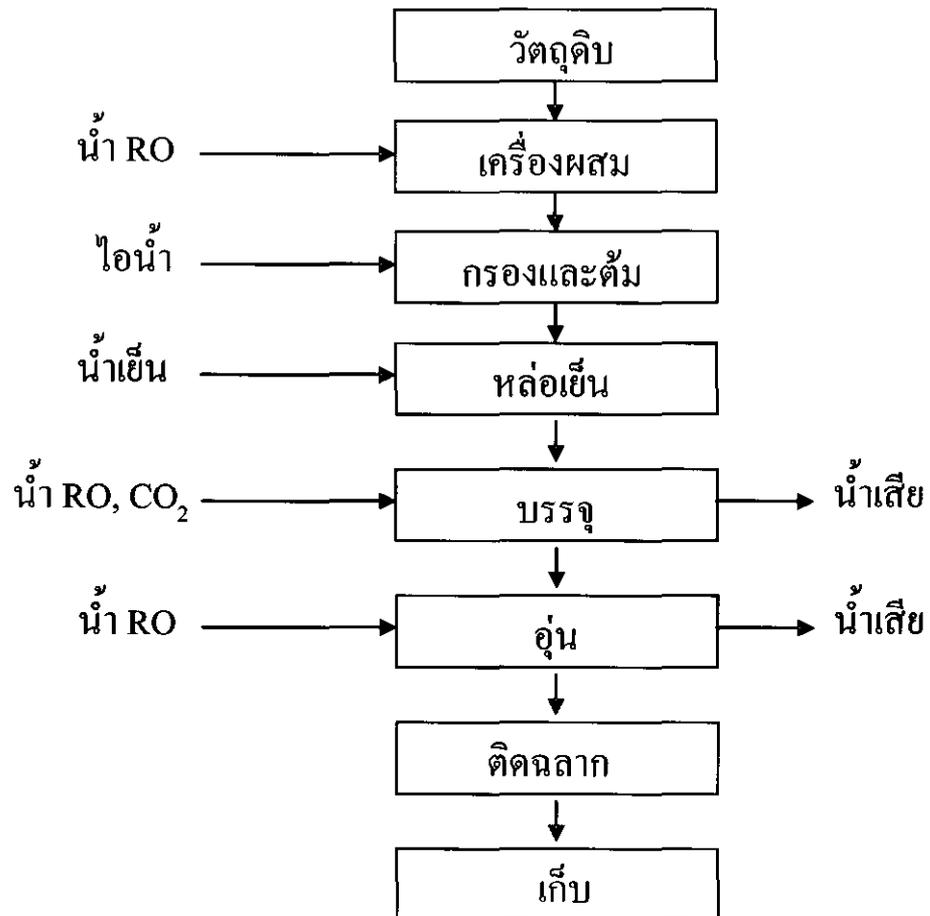 วัตถุดิบ
น้ำ RO
เครื่องผสม
ไอน้ำ
กรองและต้ม
น้ำเย็น
หล่อเย็น
น้ำ RO, CO₂
บรรจุ
น้ำเสีย
น้ำ RO
อุ่น
น้ำเสีย
ติดฉลาก
เก็บ